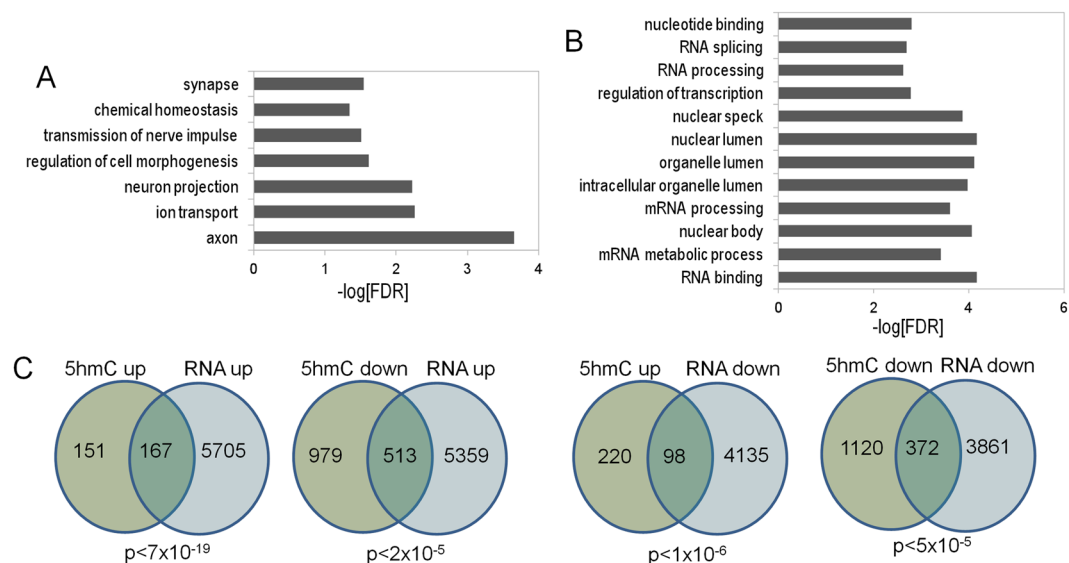 A
synapse
chemical homeostasis
transmission of nerve impulse
regulation of cell morphogenesis
neuron projection
ion transport
axon
0 1 2 3 4
-log[FDR]
B
nucleotide binding
RNA splicing
RNA processing
regulation of transcription
nuclear speck
nuclear lumen
organelle lumen
intracellular organelle lumen
mRNA processing
nuclear body
mRNA metabolic process
RNA binding
0 2 4 6
-log[FDR]
C
5hmC up RNA up
151 167 5705
p<7x10⁻¹⁹
5hmC down RNA up
979 513 5359
p<2x10⁻⁵
5hmC up RNA down
220 98 4135
p<1x10⁻⁶
5hmC down RNA down
1120 372 3861
p<5x10⁻⁵